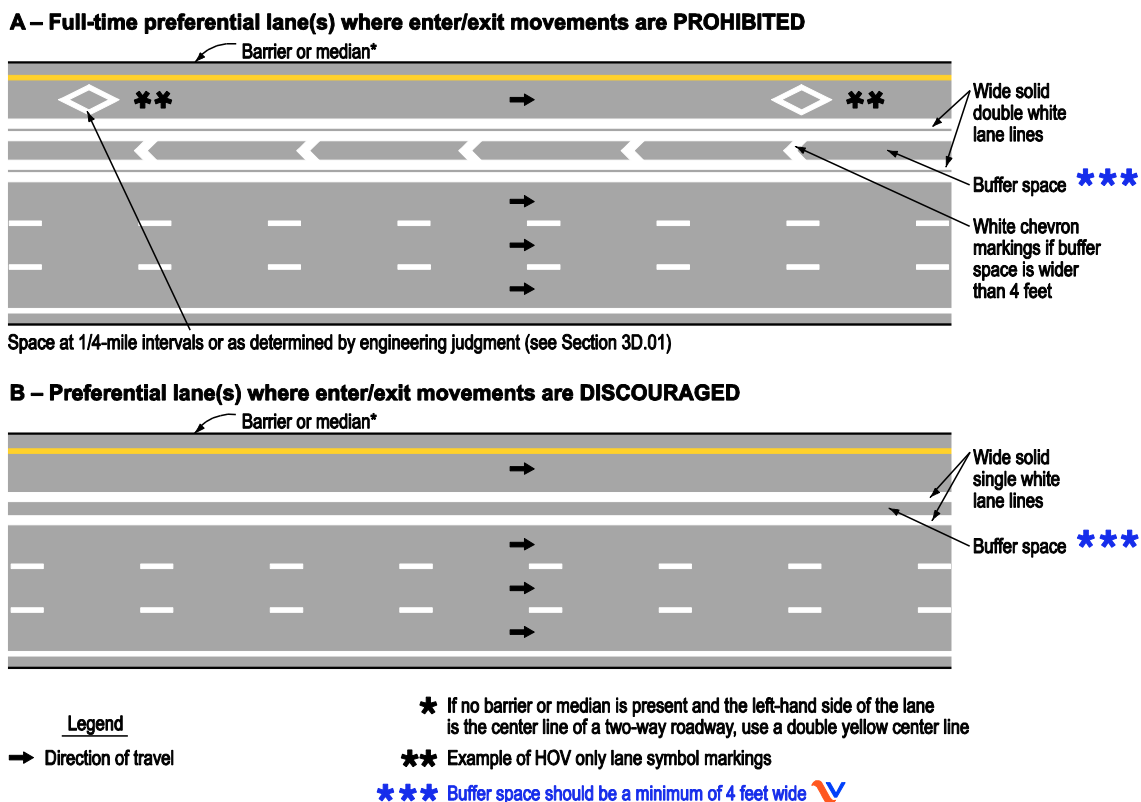 A – Full-time preferential lane(s) where enter/exit movements are PROHIBITED
Barrier or median*
**
**
Wide solid
double white
lane lines
Buffer space ***
White chevron
markings if buffer
space is wider
than 4 feet
Space at 1/4-mile intervals or as determined by engineering judgment (see Section 3D.01)
B – Preferential lane(s) where enter/exit movements are DISCOURAGED
Barrier or median*
Wide solid
single white
lane lines
Buffer space ***
Legend
Direction of travel
* If no barrier or median is present and the left-hand side of the lane
is the center line of a two-way roadway, use a double yellow center line
** Example of HOV only lane symbol markings
*** Buffer space should be a minimum of 4 feet wide